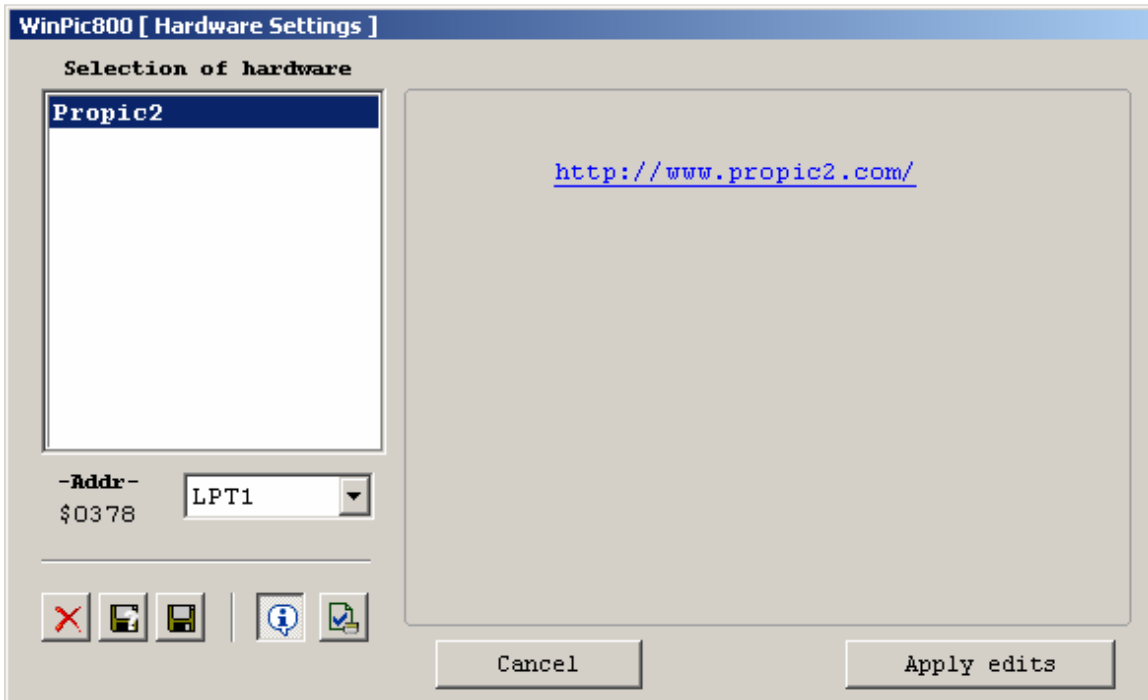 WinPic800 [ Hardware Settings ]
Selection of hardware
Propic2
http://www.propic2.com/
-Addr-
$0378
LPT1
Cancel
Apply edits